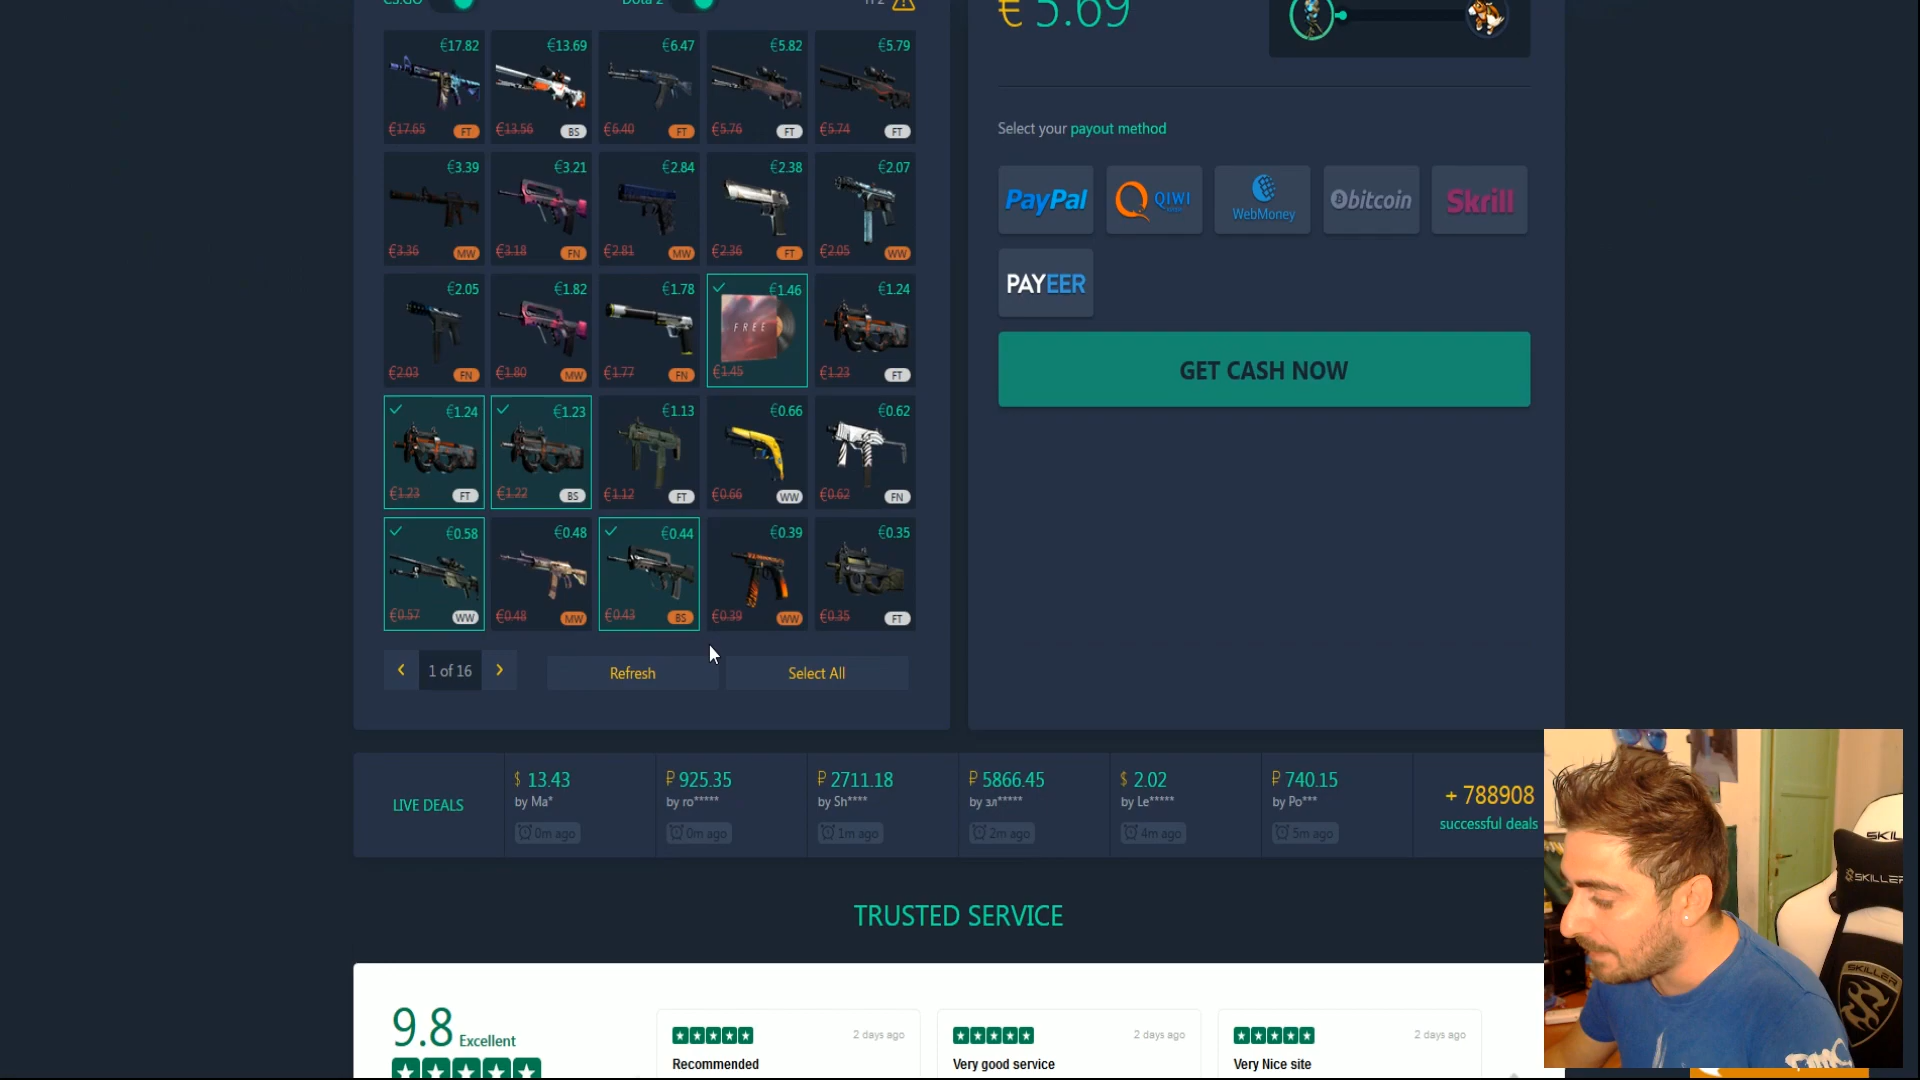 € 5.69
€17.82 €13.69 €6.47 €5.82 €5.79
€17.65 FT €13.56 BS €6.40 FT €5.76 FT €5.74 FT
€3.39 €3.21 €2.84 €2.38 €2.07
€3.36 MW €3.18 FN €2.81 MW €2.36 FT €2.05 WW
€2.05 €1.82 €1.78 €1.46 €1.24
FREE
€2.03 FN €1.80 MW €1.77 FN €1.45 €1.23 FT
€1.24 €1.23 €1.13 €0.66 €0.62
€1.23 FT €1.22 BS €1.12 FT €0.66 WW €0.62 FN
€0.58 €0.48 €0.44 €0.39 €0.35
€0.57 WW €0.48 MW €0.43 BS €0.39 WW €0.35 FT
1 of 16 Refresh Select All
Select your payout method
PayPal QIWI WebMoney bitcoin Skrill
PAYEER
GET CASH NOW
LIVE DEALS
$ 13.43
by Ma*
0m ago
₽ 925.35
by ro*****
0m ago
₽ 2711.18
by Sh****
1m ago
₽ 5866.45
by зл*****
2m ago
$ 2.02
by Le*****
4m ago
₽ 740.15
by Po***
5m ago
+ 788908
successful deals
TRUSTED SERVICE
9.8 Excellent
2 days ago
Recommended
2 days ago
Very good service
2 days ago
Very Nice site
SKILLER
SKILLER